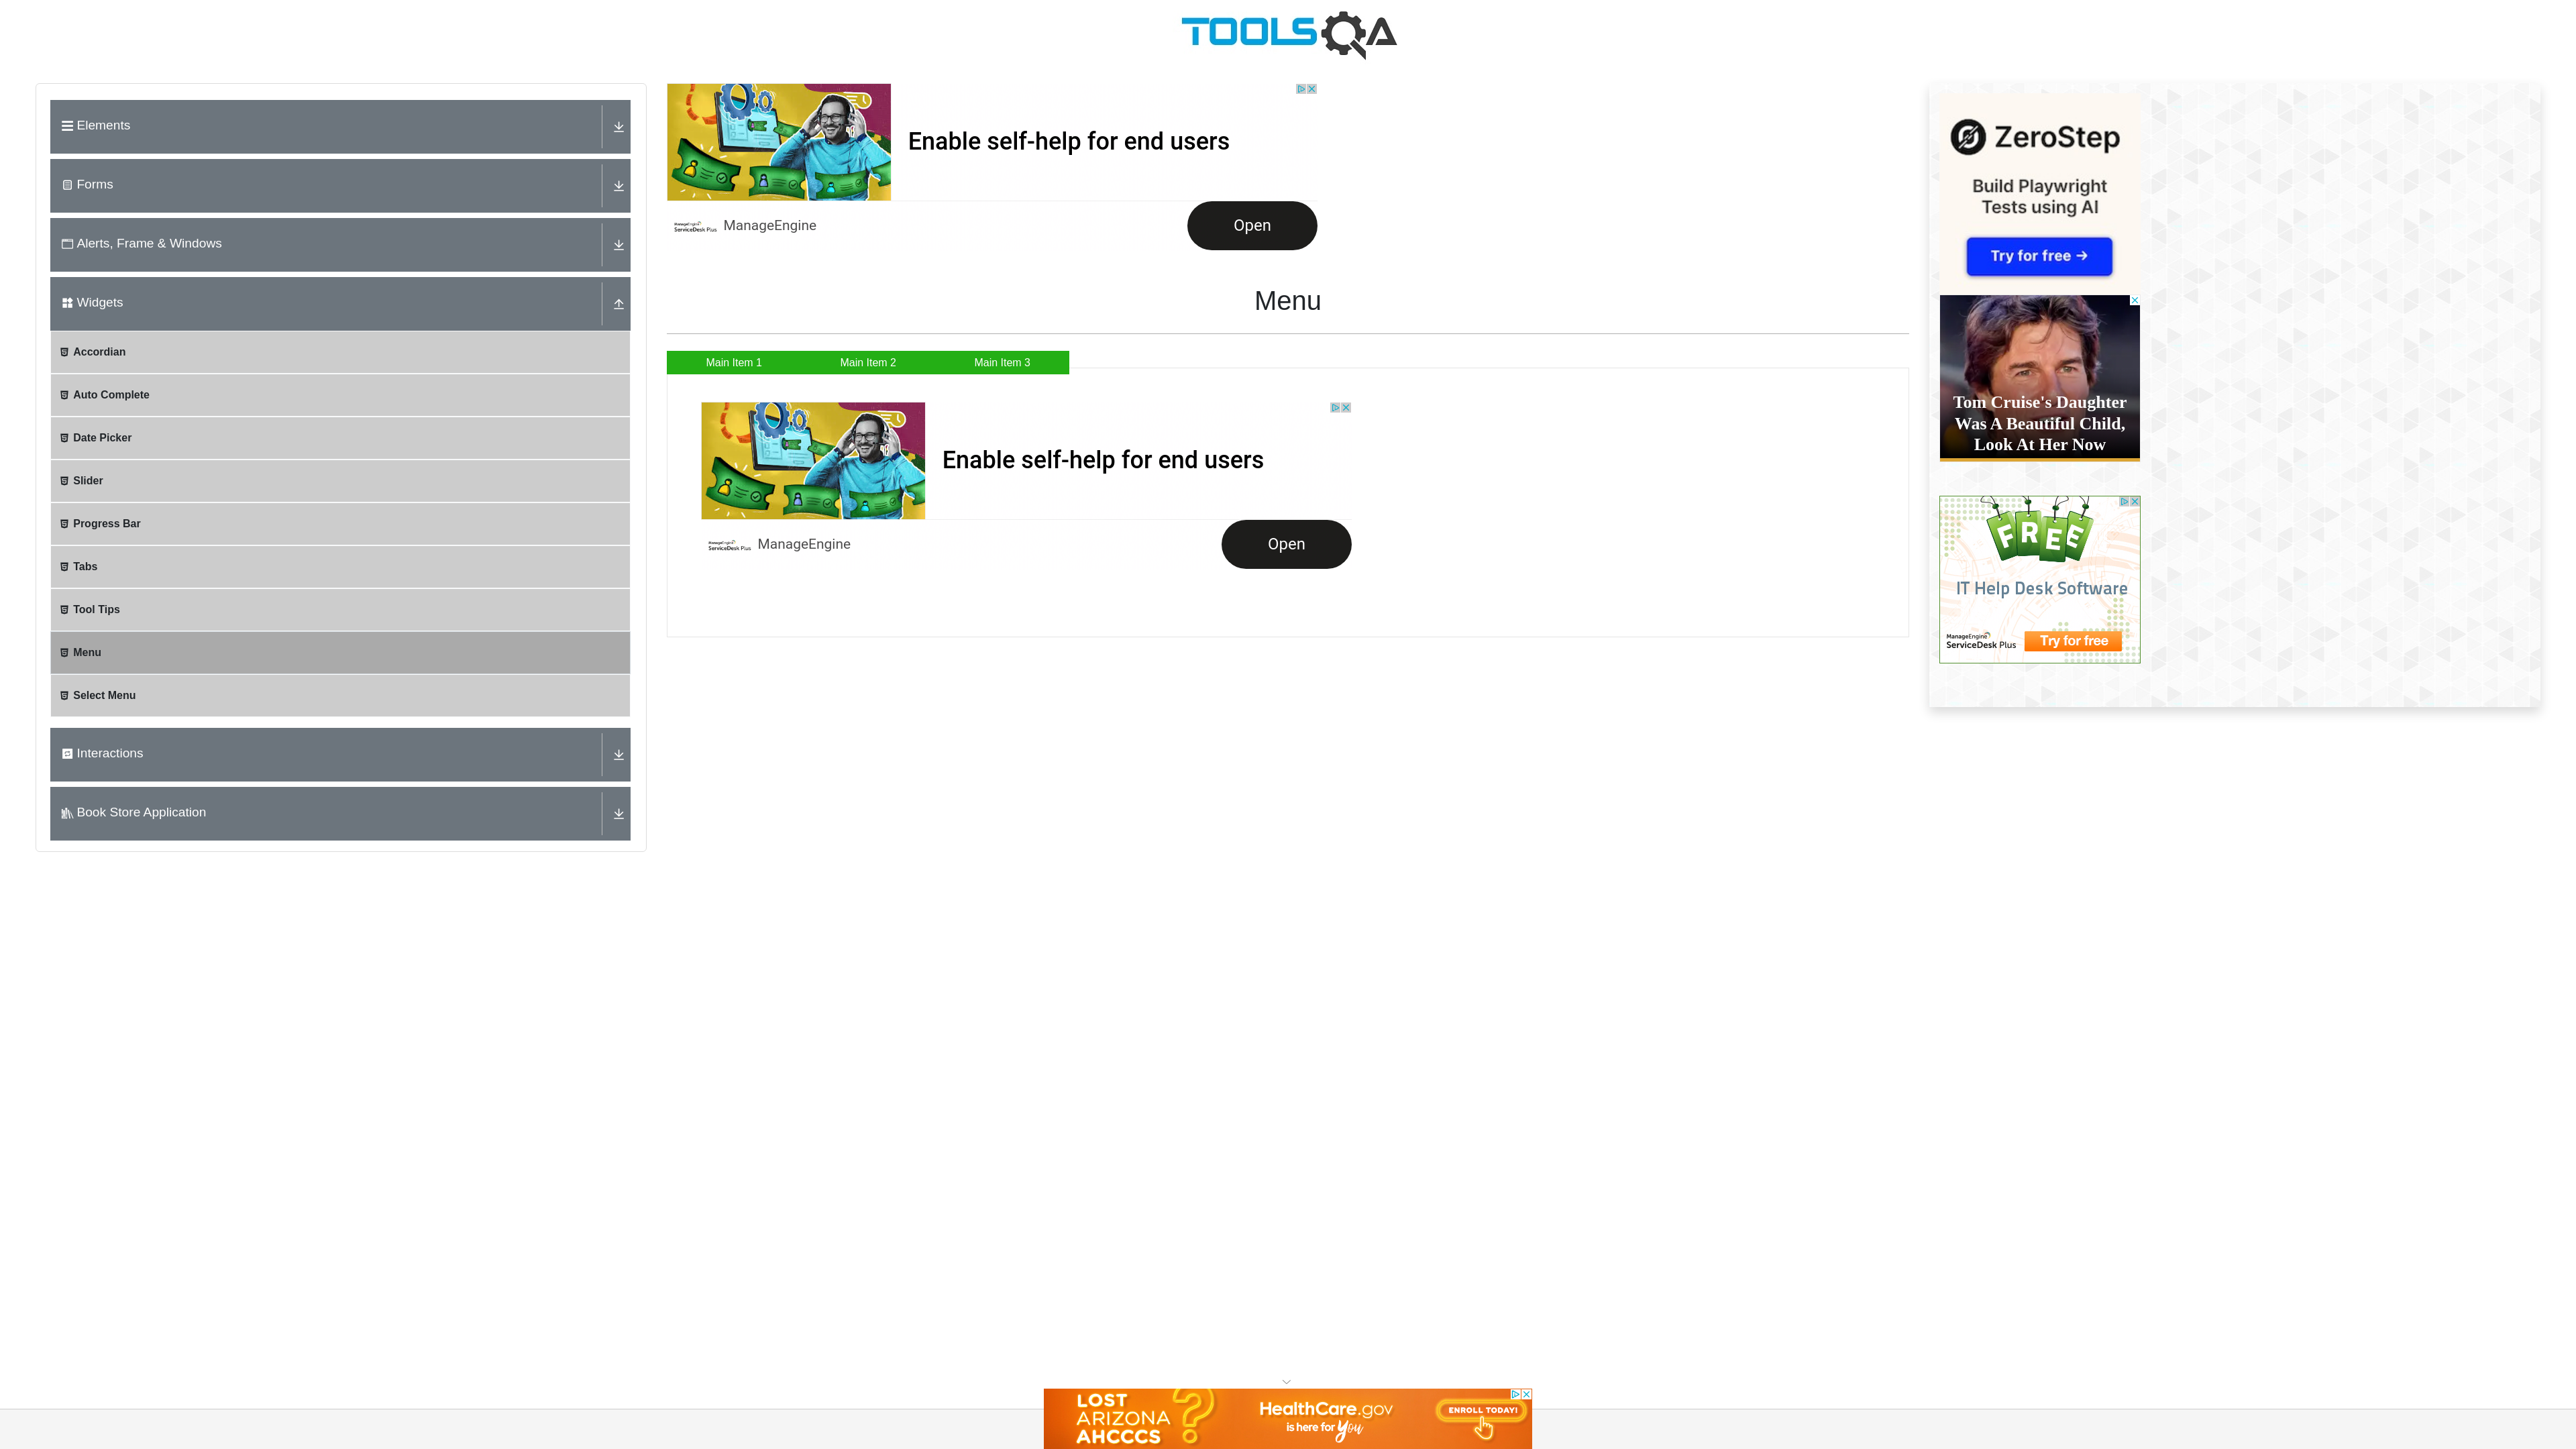 TOOLSQA
Elements
Forms
Alerts, Frame & Windows
Widgets
Accordian
Auto Complete
Date Picker
Slider
Progress Bar
Tabs
Tool Tips
Menu
Select Menu
Interactions
Book Store Application
Enable self-help for end users
ManageEngine
ServiceDesk Plus
ManageEngine
Open
Menu
Main Item 1
Main Item 2
Main Item 3
Enable self-help for end users
ManageEngine
ServiceDesk Plus
ManageEngine
Open
ZeroStep
Build Playwright
Tests using AI
Try for free →
Tom Cruise's Daughter
Was A Beautiful Child,
Look At Her Now
FREE
IT Help Desk Software
ManageEngine
ServiceDesk Plus
Try for free
LOST
ARIZONA
AHCCCS
?
HealthCare.gov
is here for you
ENROLL TODAY!